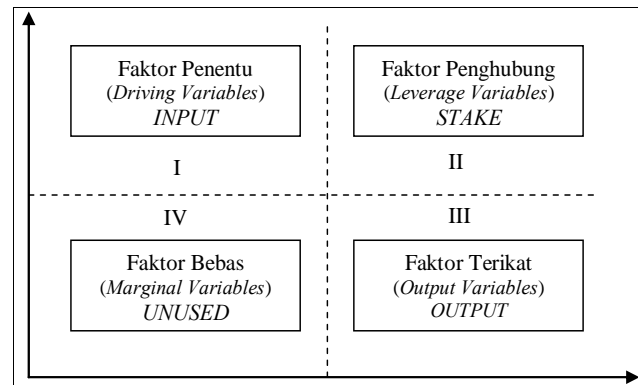 Faktor Penentu
(Driving Variables)
INPUT
I
Faktor Penghubung
(Leverage Variables)
STAKE
II
IV
Faktor Bebas
(Marginal Variables)
UNUSED
III
Faktor Terikat
(Output Variables)
OUTPUT